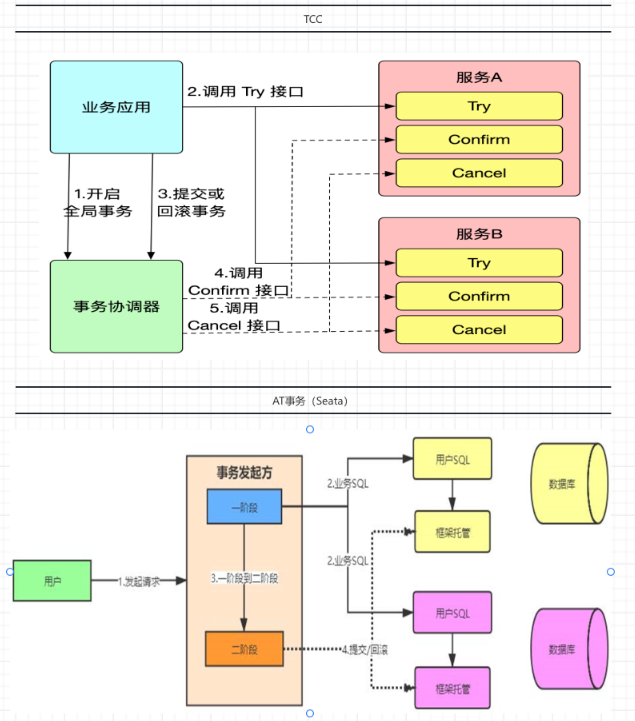 TCC
业务应用
2.调用 Try 接口
服务A
Try
Confirm
Cancel
1.开启
全局事务
3.提交或
回滚事务
服务B
Try
Confirm
Cancel
事务协调器
4.调用
Confirm 接口
5.调用
Cancel 接口
AT事务（Seata）
事务发起方
一阶段
2.业务SQL
用户SQL
数据库
框架托管
用户
1.发起请求
3.一阶段到二阶段
2.业务SQL
用户SQL
二阶段
4.提交/回滚
数据库
框架托管